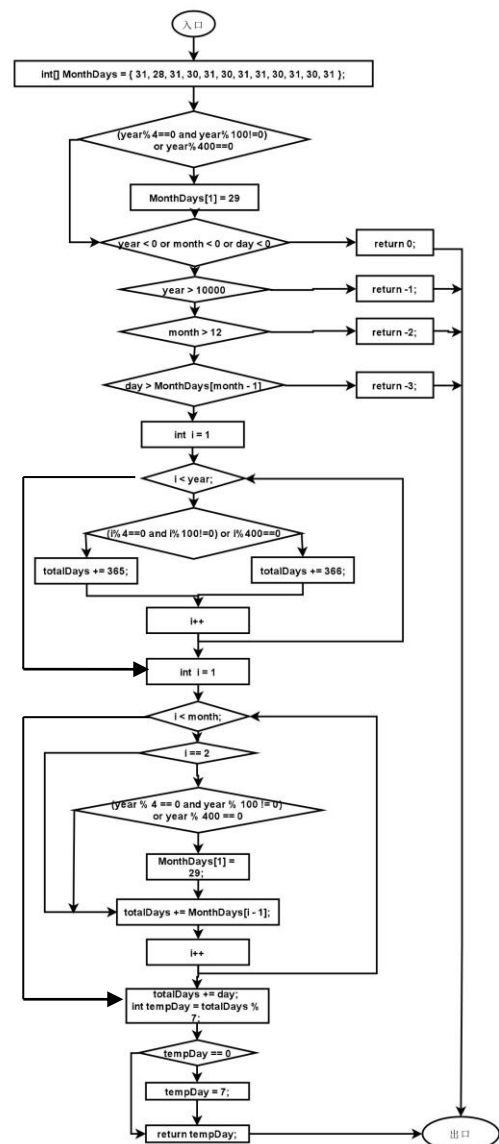 入口
int[] MonthDays = { 31, 28, 31, 30, 31, 30, 31, 31, 30, 31, 30, 31 };
(year%4==0 and year%100!=0)
or year%400==0
MonthDays[1] = 29
year < 0 or month < 0 or day < 0
return 0;
year > 10000
return -1;
month > 12
return -2;
day > MonthDays[month - 1]
return -3;
int i = 1
i < year;
(i%4==0 and i%100!=0) or i%400==0
totalDays += 365;
totalDays += 366;
i++
int i = 1
i < month;
i == 2
(year % 4 == 0 and year % 100 != 0)
or year % 400 == 0
MonthDays[1] =
29;
totalDays += MonthDays[i - 1];
i++
totalDays += day;
int tempDay = totalDays %
7;
tempDay == 0
tempDay = 7;
return tempDay;
出口